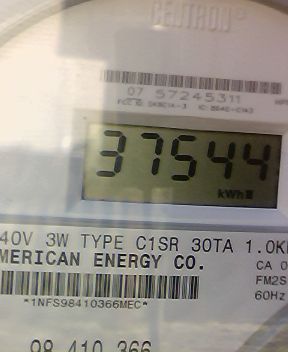 CENTRON®
07 57245311
37544
kWh
40V 3W TYPE C1SR 30TA 1.0K
MERICAN ENERGY CO.
CA 0
FM2S
60Hz
*1NFS98410366MEC*
98 410 366